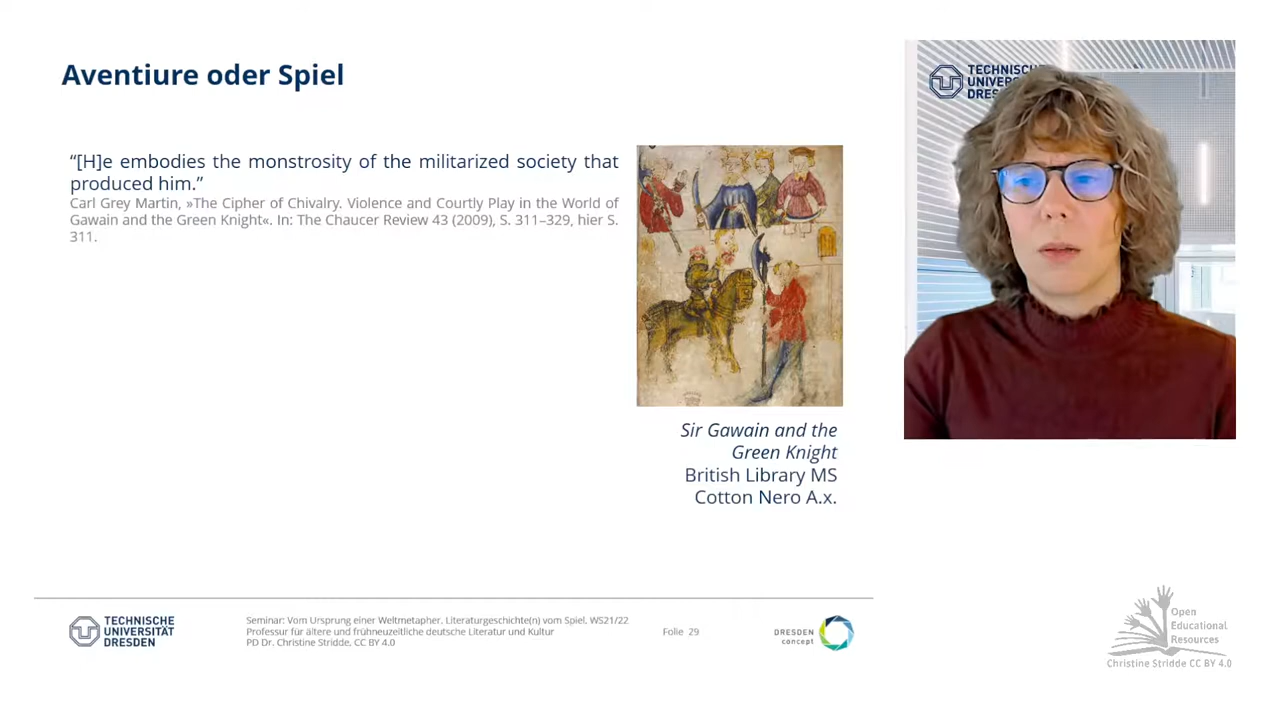 Aventiure oder Spiel
“[H]e embodies the monstrosity of the militarized society that
produced him.”
Carl Grey Martin, »The Cipher of Chivalry. Violence and Courtly Play in the World of
Gawain and the Green Knight«. In: The Chaucer Review 43 (2009), S. 311–329, hier S.
311.
Sir Gawain and the
Green Knight
British Library MS
Cotton Nero A.x.
TECHNISCHE
UNIVERSITÄT
DRESDEN
Seminar: Vom Ursprung einer Weltmetapher. Literaturgeschichte(n) vom Spiel. WS21/22
Professur für ältere und frühneuzeitliche deutsche Literatur und Kultur
PD Dr. Christine Stridde, CC BY 4.0
Folie 29
DRESDEN
concept
TECHNISCH
UNIVER
DRES
Open
Educational
Resources
Christine Stridde CC BY 4.0